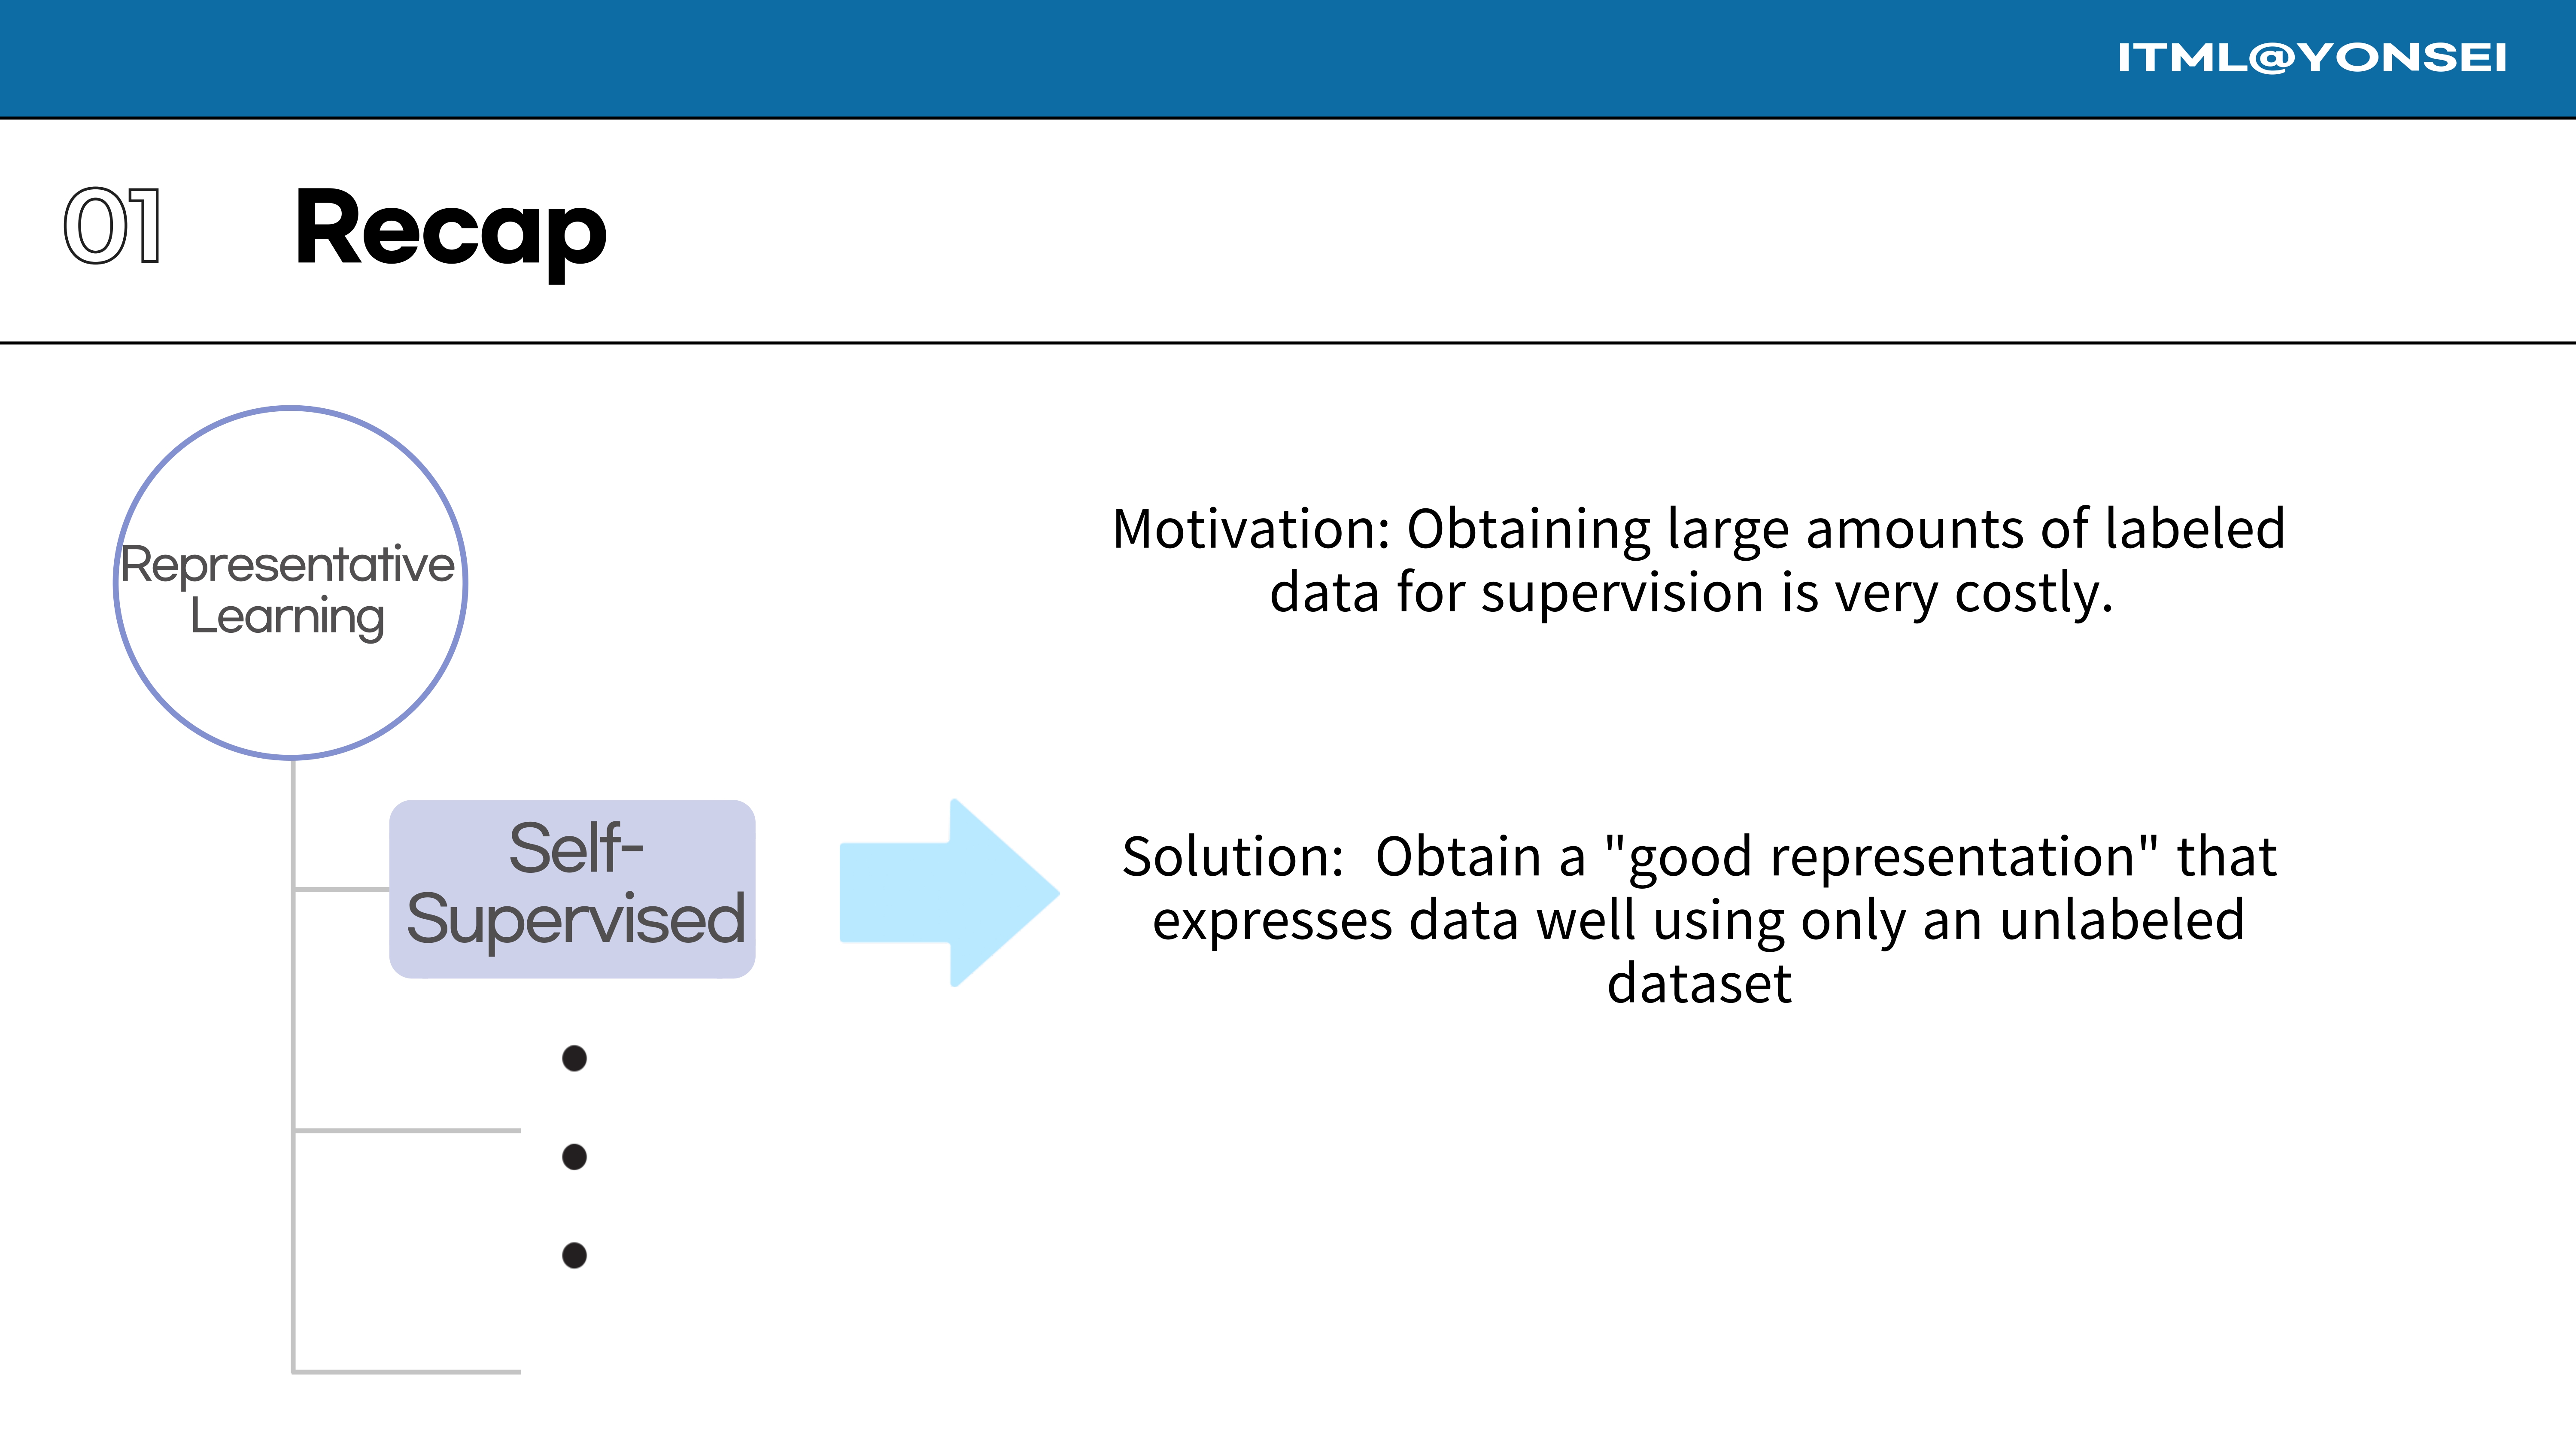 ITML@YONSEI
01 Recap
Representative
Learning
Self-
Supervised
Motivation: Obtaining large amounts of labeled
data for supervision is very costly.
Solution:  Obtain a "good representation" that
expresses data well using only an unlabeled
dataset